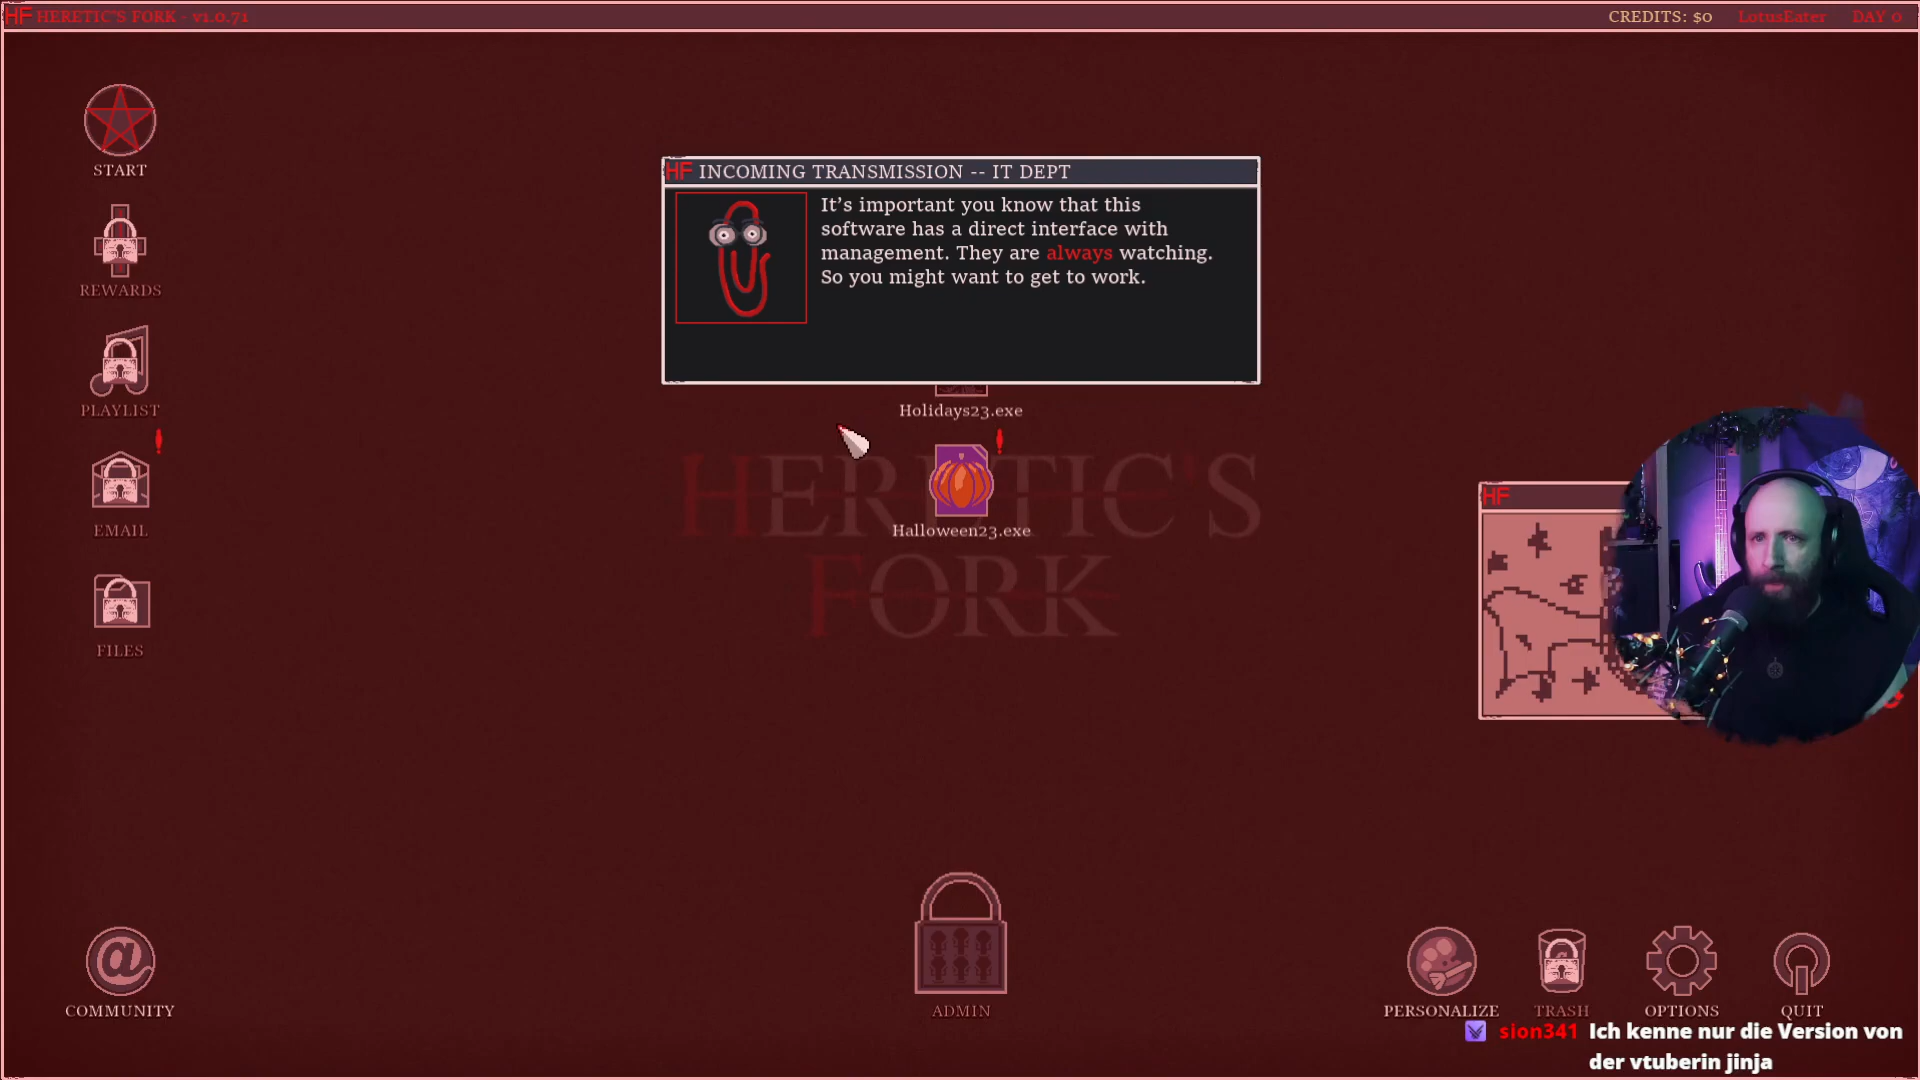 HF HERETIC'S FORK - v1.0.71
CREDITS: $0
LotusEater
DAY 0
START
REWARDS
PLAYLIST
EMAIL
FILES
HF INCOMING TRANSMISSION -- IT DEPT
It's important you know that this
software has a direct interface with
management. They are always watching.
So you might want to get to work.
Holidays23.exe
Halloween23.exe
HERETIC'S
FORK
HF
COMMUNITY
ADMIN
PERSONALIZE
TRASH
OPTIONS
QUIT
sion341 Ich kenne nur die Version von
der vtuberin jinja